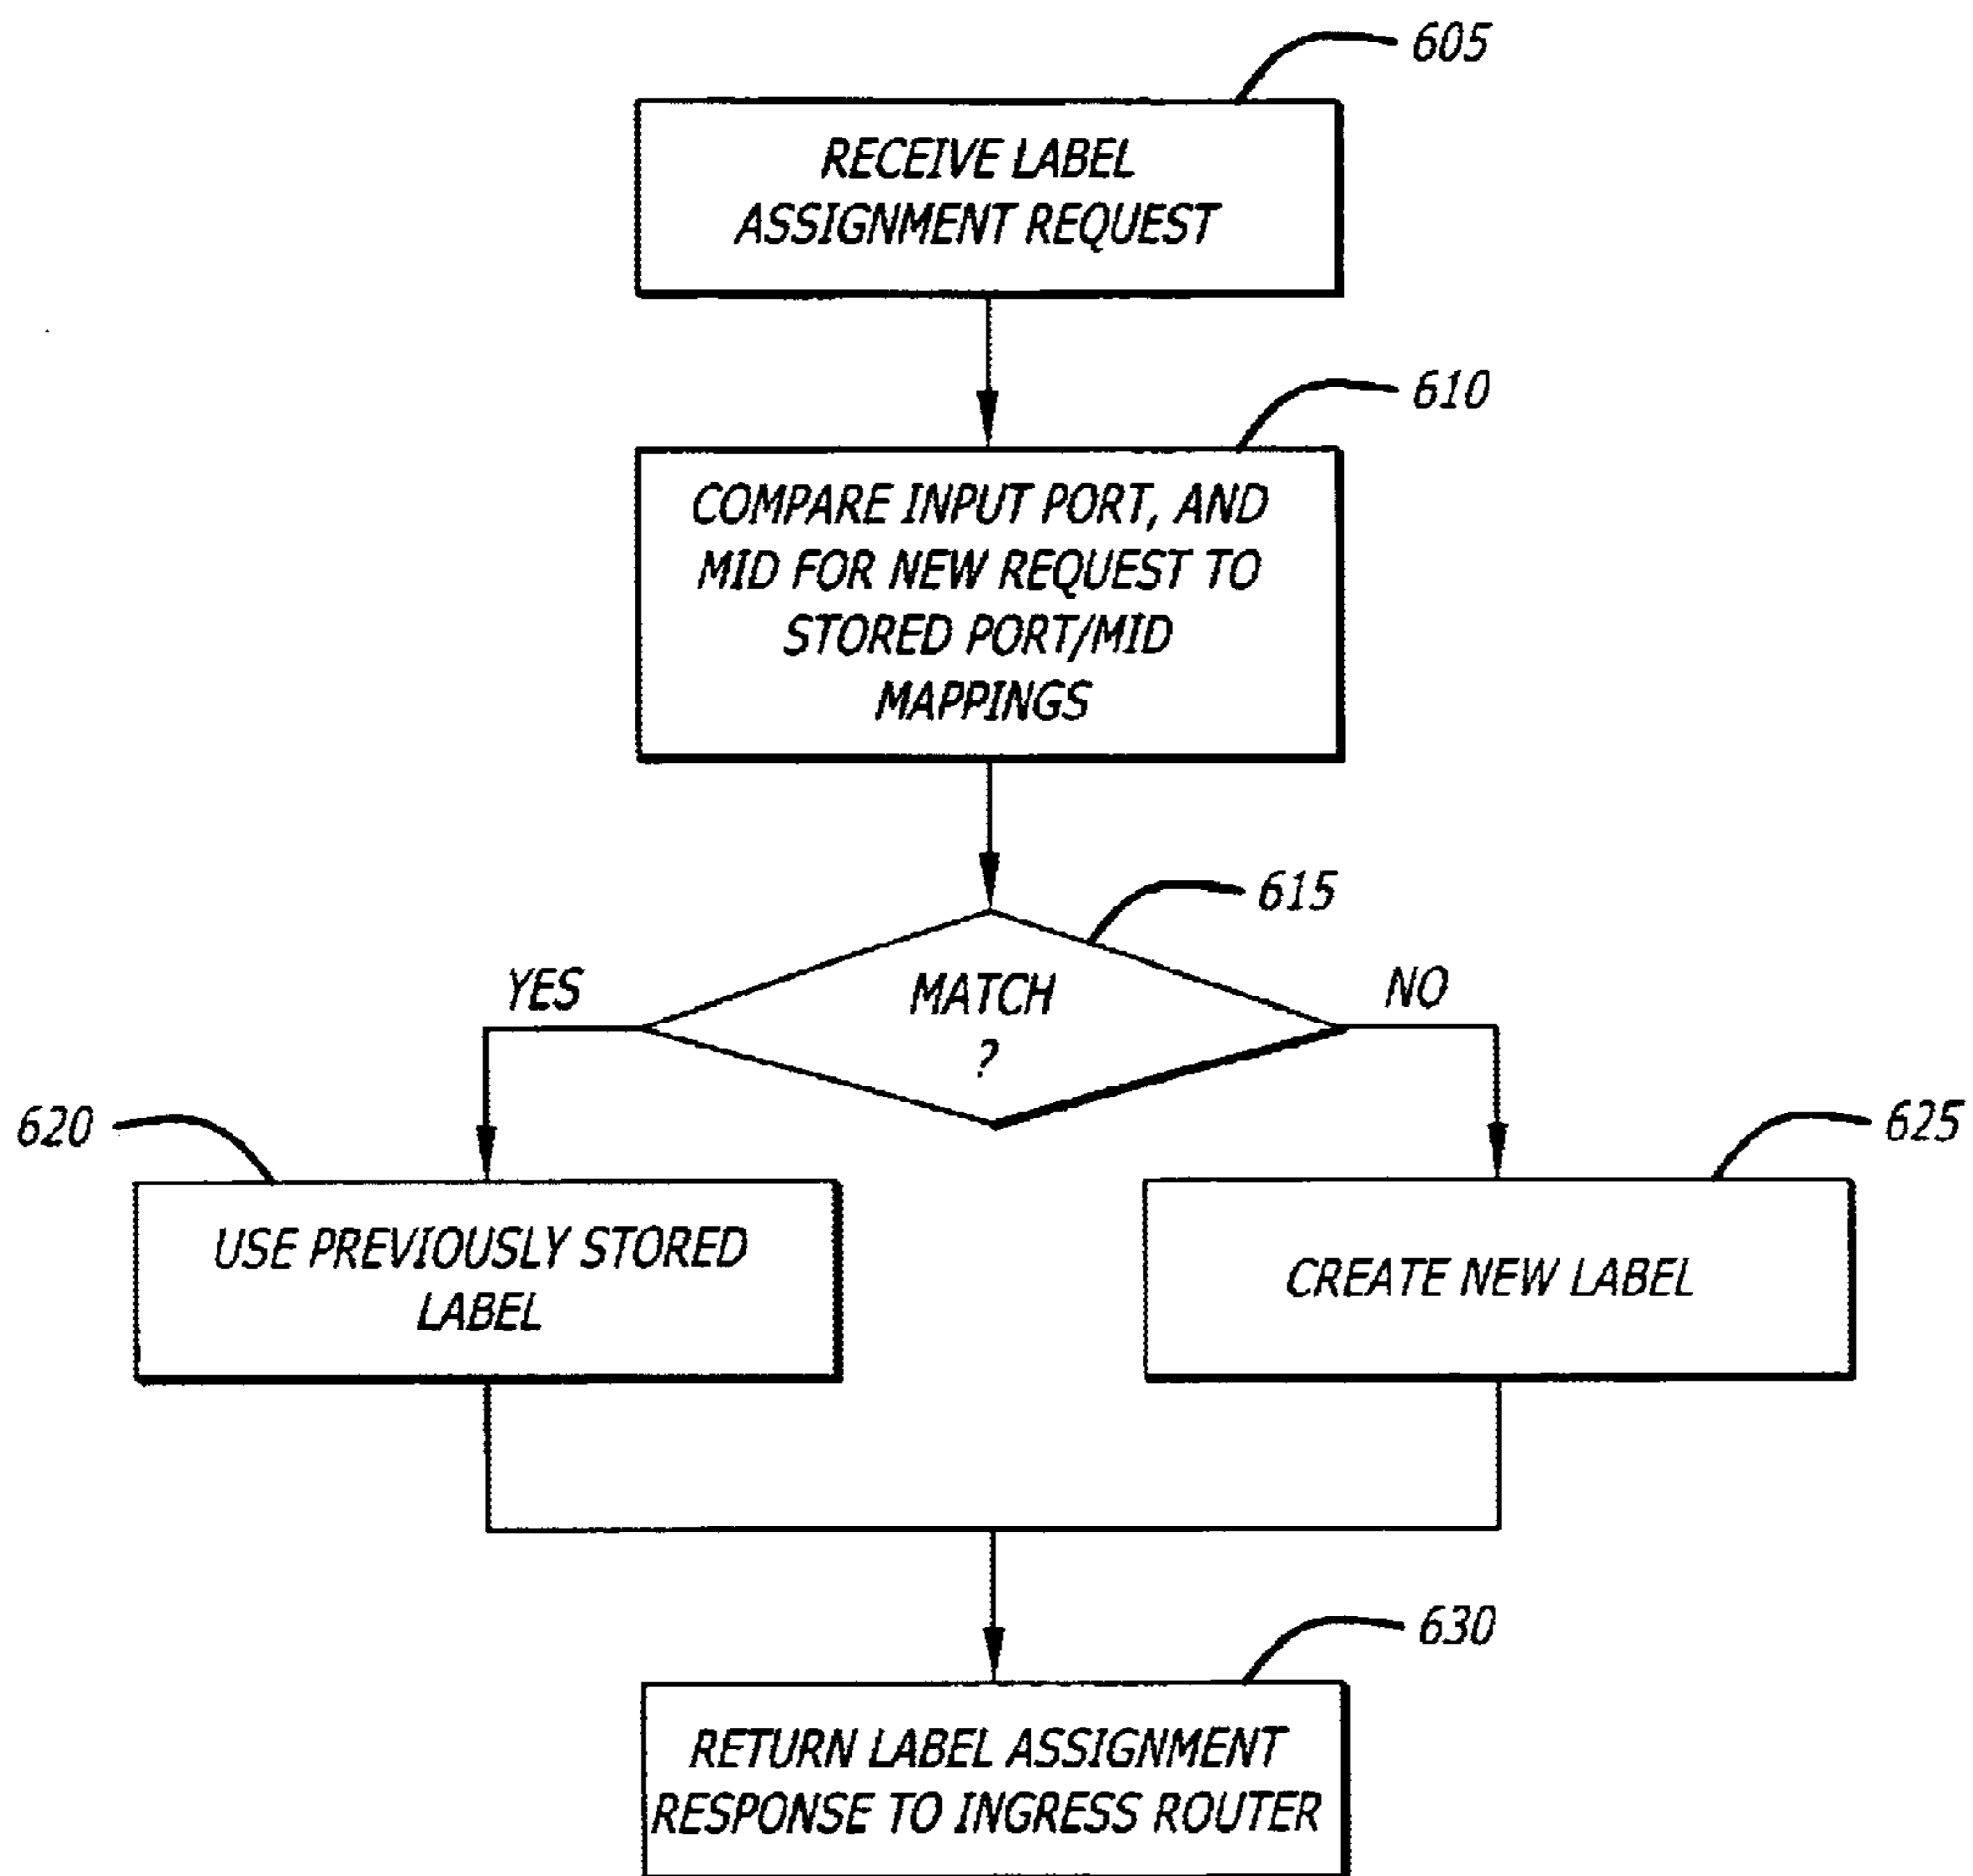 605
RECEIVE LABEL
ASSIGNMENT REQUEST
610
COMPARE INPUT PORT, AND
MID FOR NEW REQUEST TO
STORED PORT/MID
MAPPINGS
615
YES
MATCH
?
NO
620
625
USE PREVIOUSLY STORED
LABEL
CREATE NEW LABEL
630
RETURN LABEL ASSIGNMENT
RESPONSE TO INGRESS ROUTER